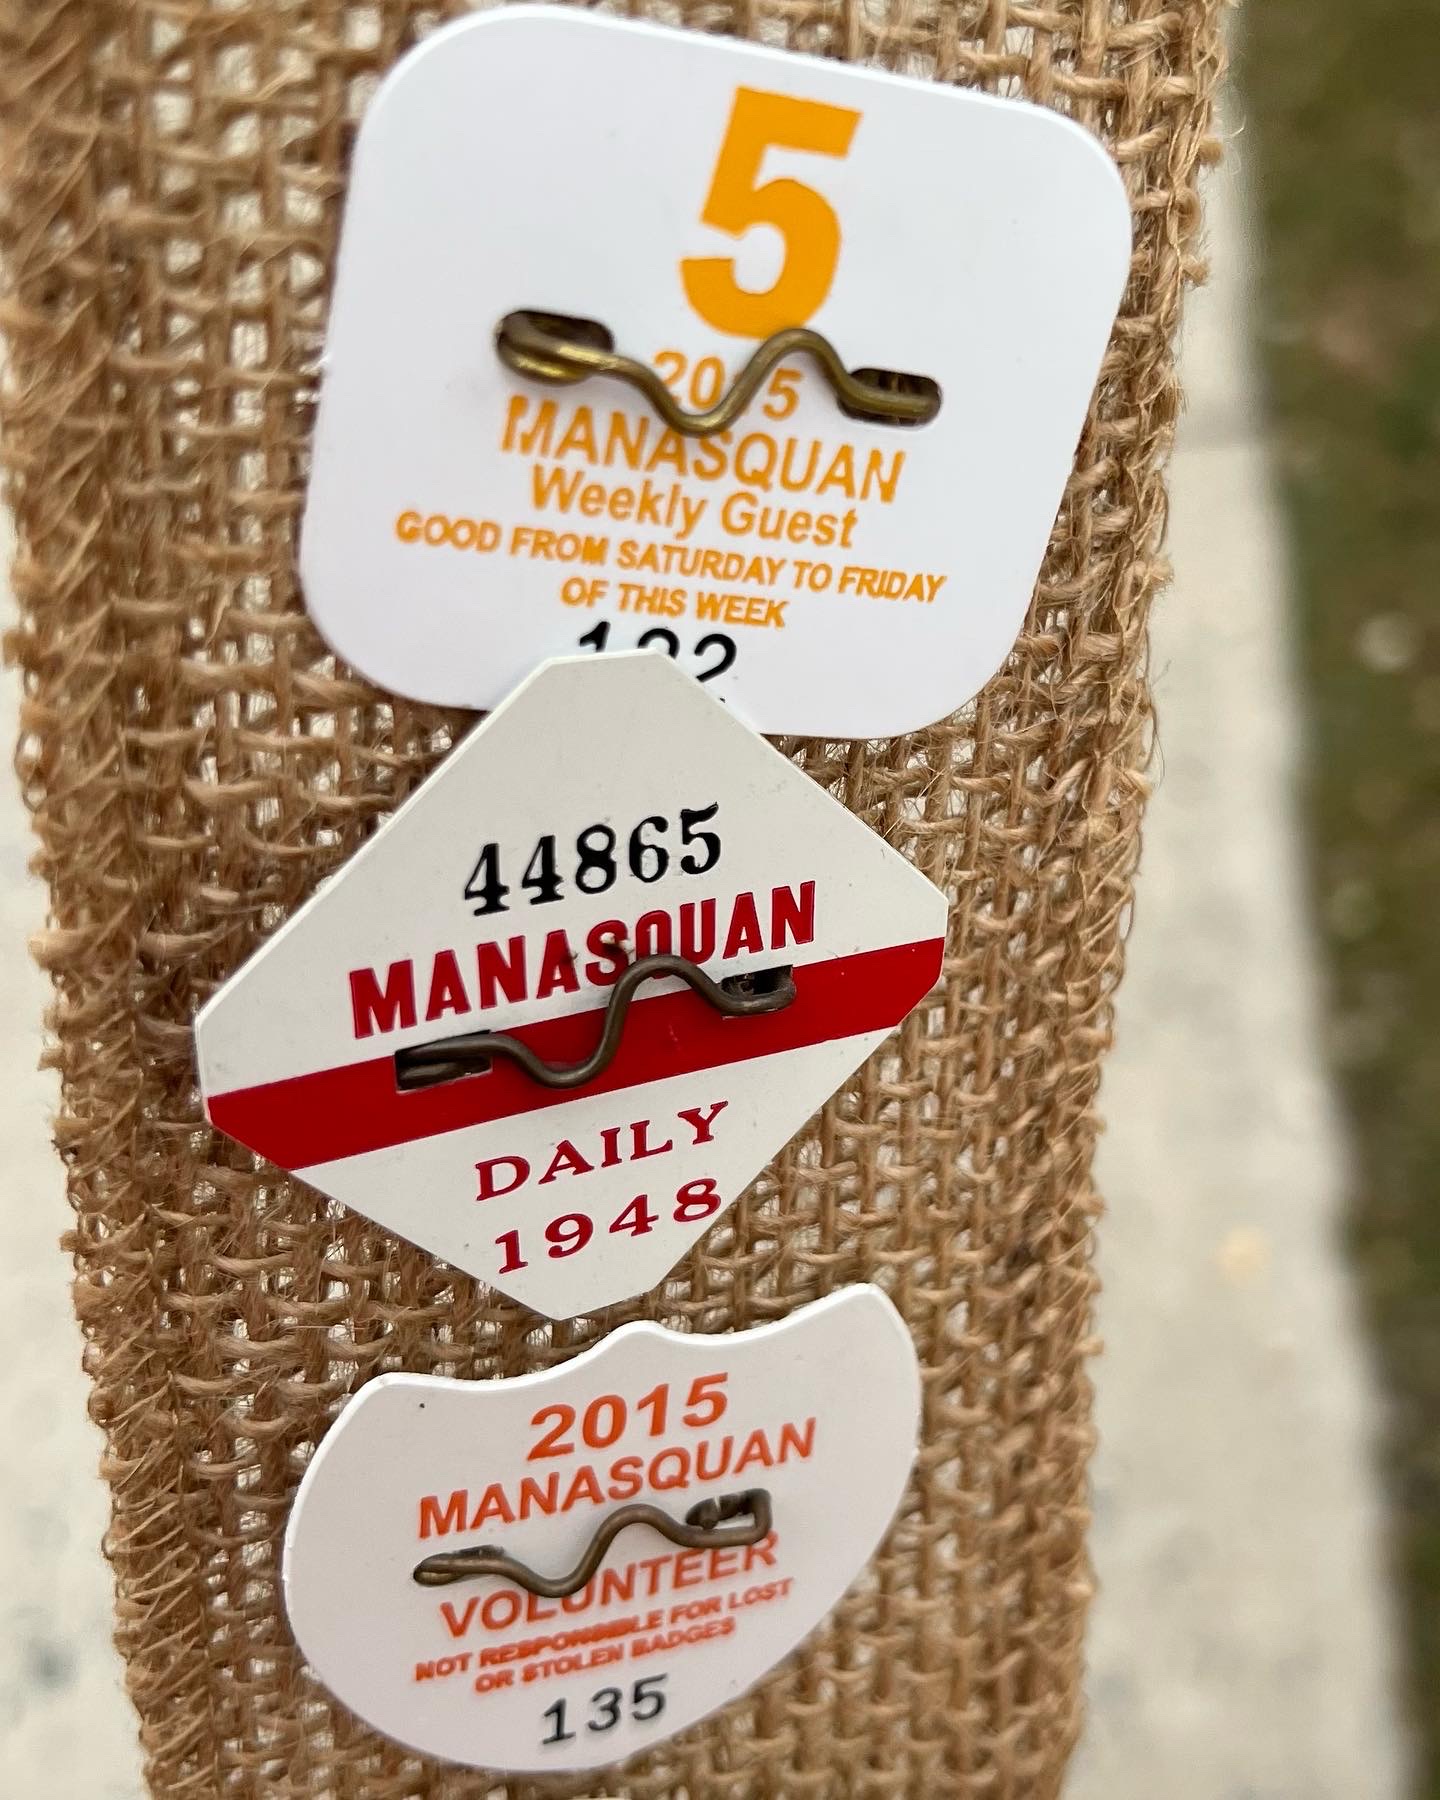 5
2015
MANASQUAN
Weekly Guest
GOOD FROM SATURDAY TO FRIDAY
OF THIS WEEK
44865
MANASQUAN
DAILY
1948
2015
MANASQUAN
VOLUNTEER
NOT RESPONSIBLE FOR LOST
OR STOLEN BADGES
135